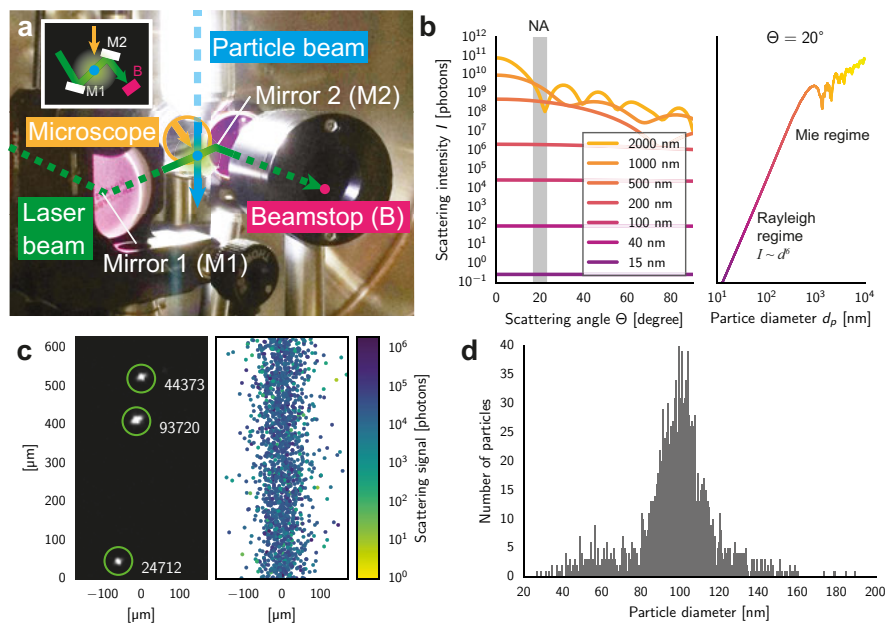 a
M2
M1
B
Particle beam
Mirror 2 (M2)
Microscope
Laser
beam
Beamstop (B)
Mirror 1 (M1)
b
NA
Scattering intensity I [photons]
10¹²
10¹¹
10¹⁰
10⁹
10⁸
10⁷
10⁶
10⁵
10⁴
10³
10²
10¹
10⁰
10⁻¹
2000 nm
1000 nm
500 nm
200 nm
100 nm
40 nm
15 nm
0 20 40 60 80
Scattering angle Θ [degree]
Θ = 20°
Mie regime
Rayleigh
regime
I ~ d⁶
10¹ 10² 10³ 10⁴
Partice diameter dₚ [nm]
c
[μm]
600
500
400
300
200
100
0
44373
93720
24712
−100 0 100
[μm]
−100 0 100
[μm]
10⁶
10⁵
10⁴
10³
10²
10¹
10⁰
Scattering signal [photons]
d
Number of particles
40
35
30
25
20
15
10
5
0
20 40 60 80 100 120 140 160 180 200
Particle diameter [nm]